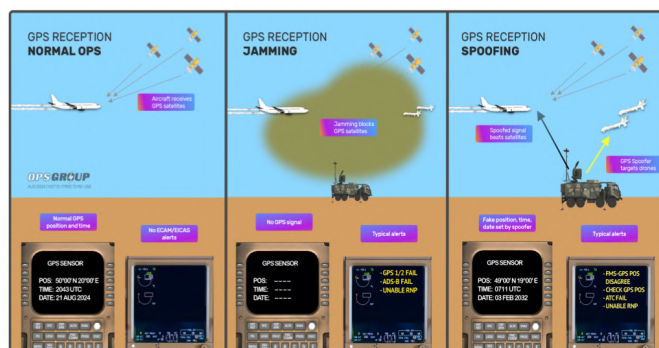 GPS RECEPTION
NORMAL OPS
Aircraft receives
GPS satellites
OPSGROUP
Normal GPS
position and time
No ECAM/EICAS
alerts
GPS SENSOR
POS: 50°00' N 20°00' E
TIME: 2043 UTC
DATE: 21 AUG 2024
GPS RECEPTION
JAMMING
Jamming blocks
GPS satellites
No GPS signal
Typical alerts
GPS SENSOR
POS: ----
TIME: ----
DATE: ----
- GPS 1/2 FAIL
- ADS-B FAIL
- UNABLE RNP
GPS RECEPTION
SPOOFING
Spoofed signal
beats satellites
GPS Spoofer
targets drones
Fake position, time,
date set by spoofer
Typical alerts
GPS SENSOR
POS: 49°00' N 19°00' E
TIME: 0711 UTC
DATE: 03 FEB 2032
- FMS-GPS POS
DISAGREE
- CHECK GPS POS
- ATC FAIL
- UNABLE RNP